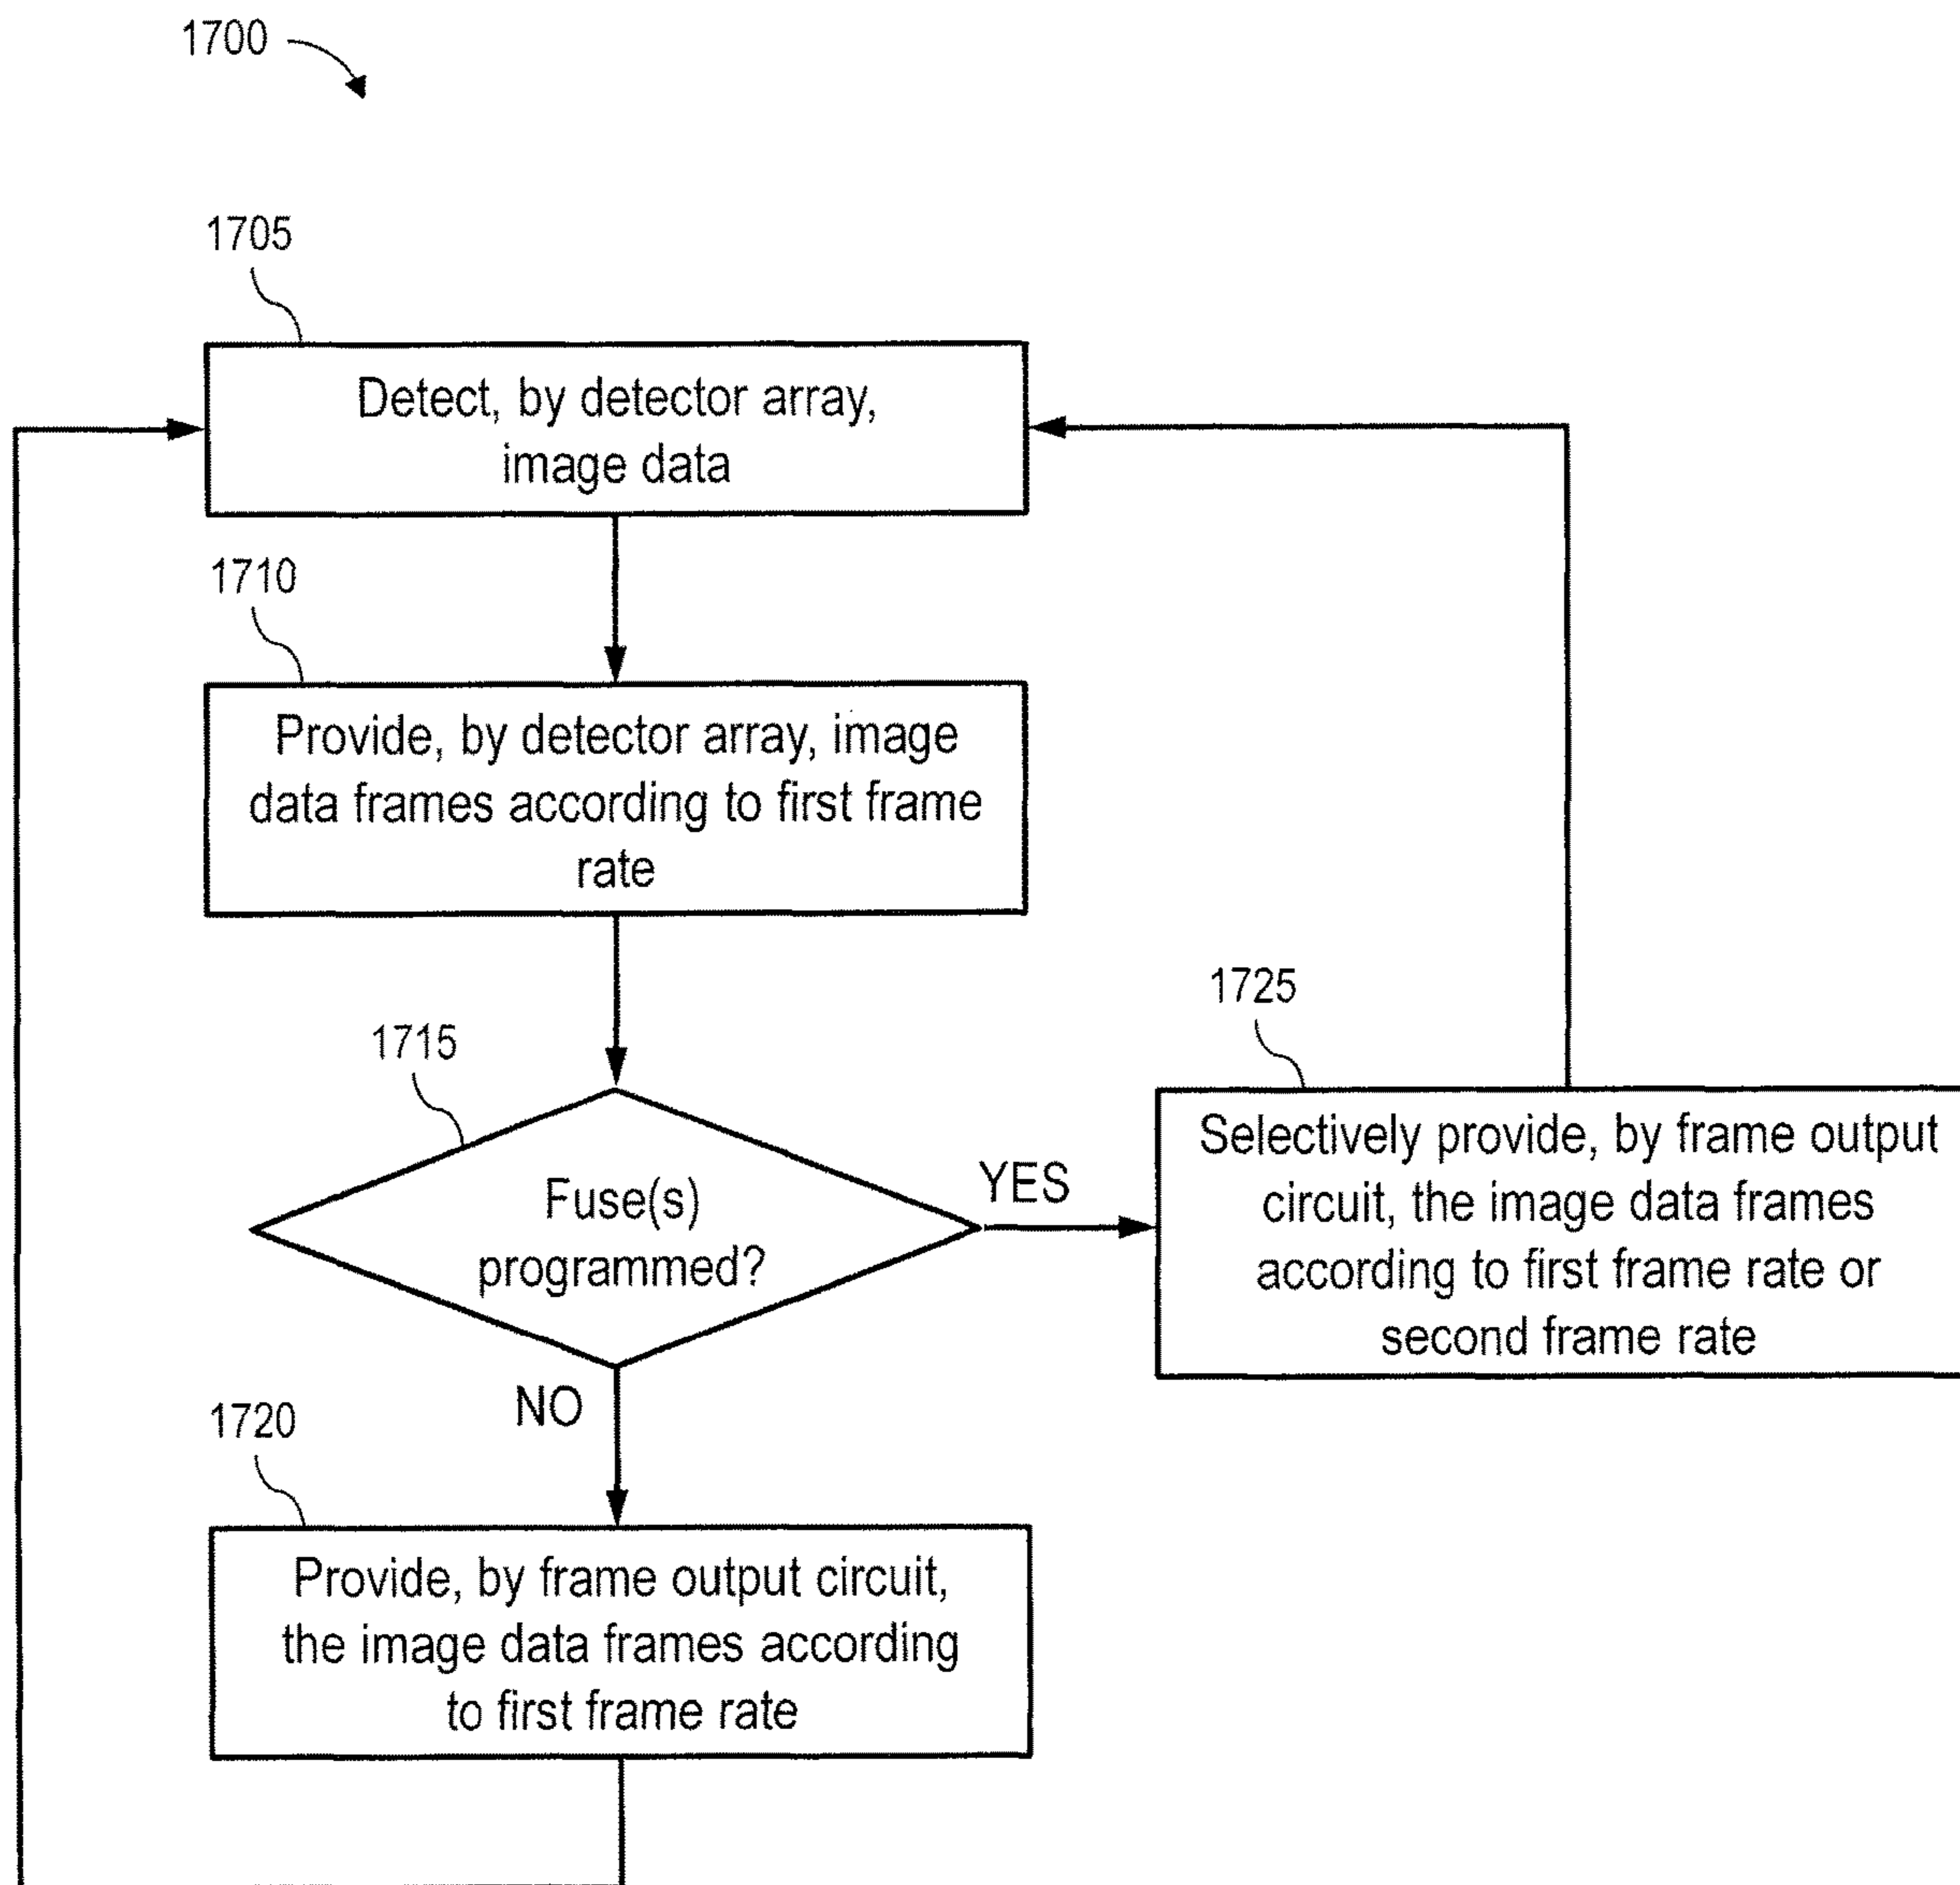 1700
1705
Detect, by detector array,
image data
1710
Provide, by detector array, image
data frames according to first frame
rate
1715
Fuse(s)
programmed?
YES
1725
Selectively provide, by frame output
circuit, the image data frames
according to first frame rate or
second frame rate
NO
1720
Provide, by frame output circuit,
the image data frames according
to first frame rate